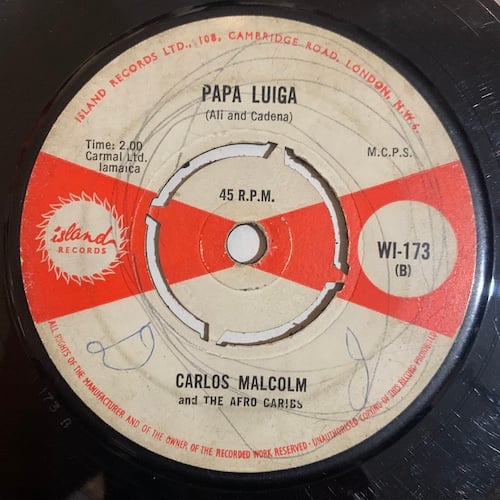 ISLAND RECORDS LTD., 108, CAMBRIDGE ROAD, LONDON, N.W.6.
PAPA LUIGA
(Ali and Cadena)
Time: 2.00
Carmal Ltd.
Iamaica
M.C.P.S.
45 R.P.M.
island
RECORDS
WI-173
(B)
CARLOS MALCOLM
and THE AFRO CARIBS
ALL RIGHTS OF THE MANUFACTURER AND OF THE OWNER OF THE RECORDED WORK RESERVED · UNAUTHORISED COPYING OF THIS RECORD PROHIBITED
173 B